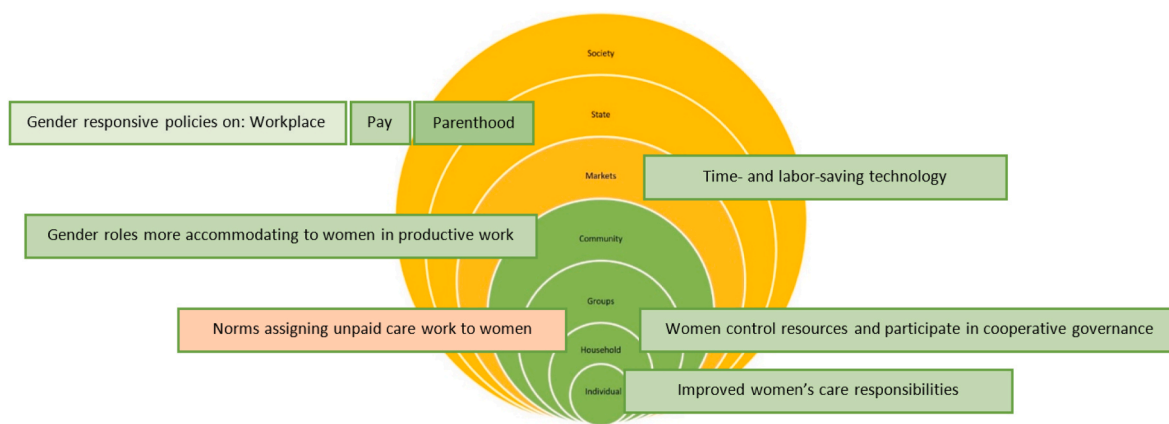 Society
State
Gender responsive policies on: Workplace
Pay
Parenthood
Markets
Time- and labor-saving technology
Gender roles more accommodating to women in productive work
Community
Groups
Norms assigning unpaid care work to women
Women control resources and participate in cooperative governance
Household
Individual
Improved women's care responsibilities